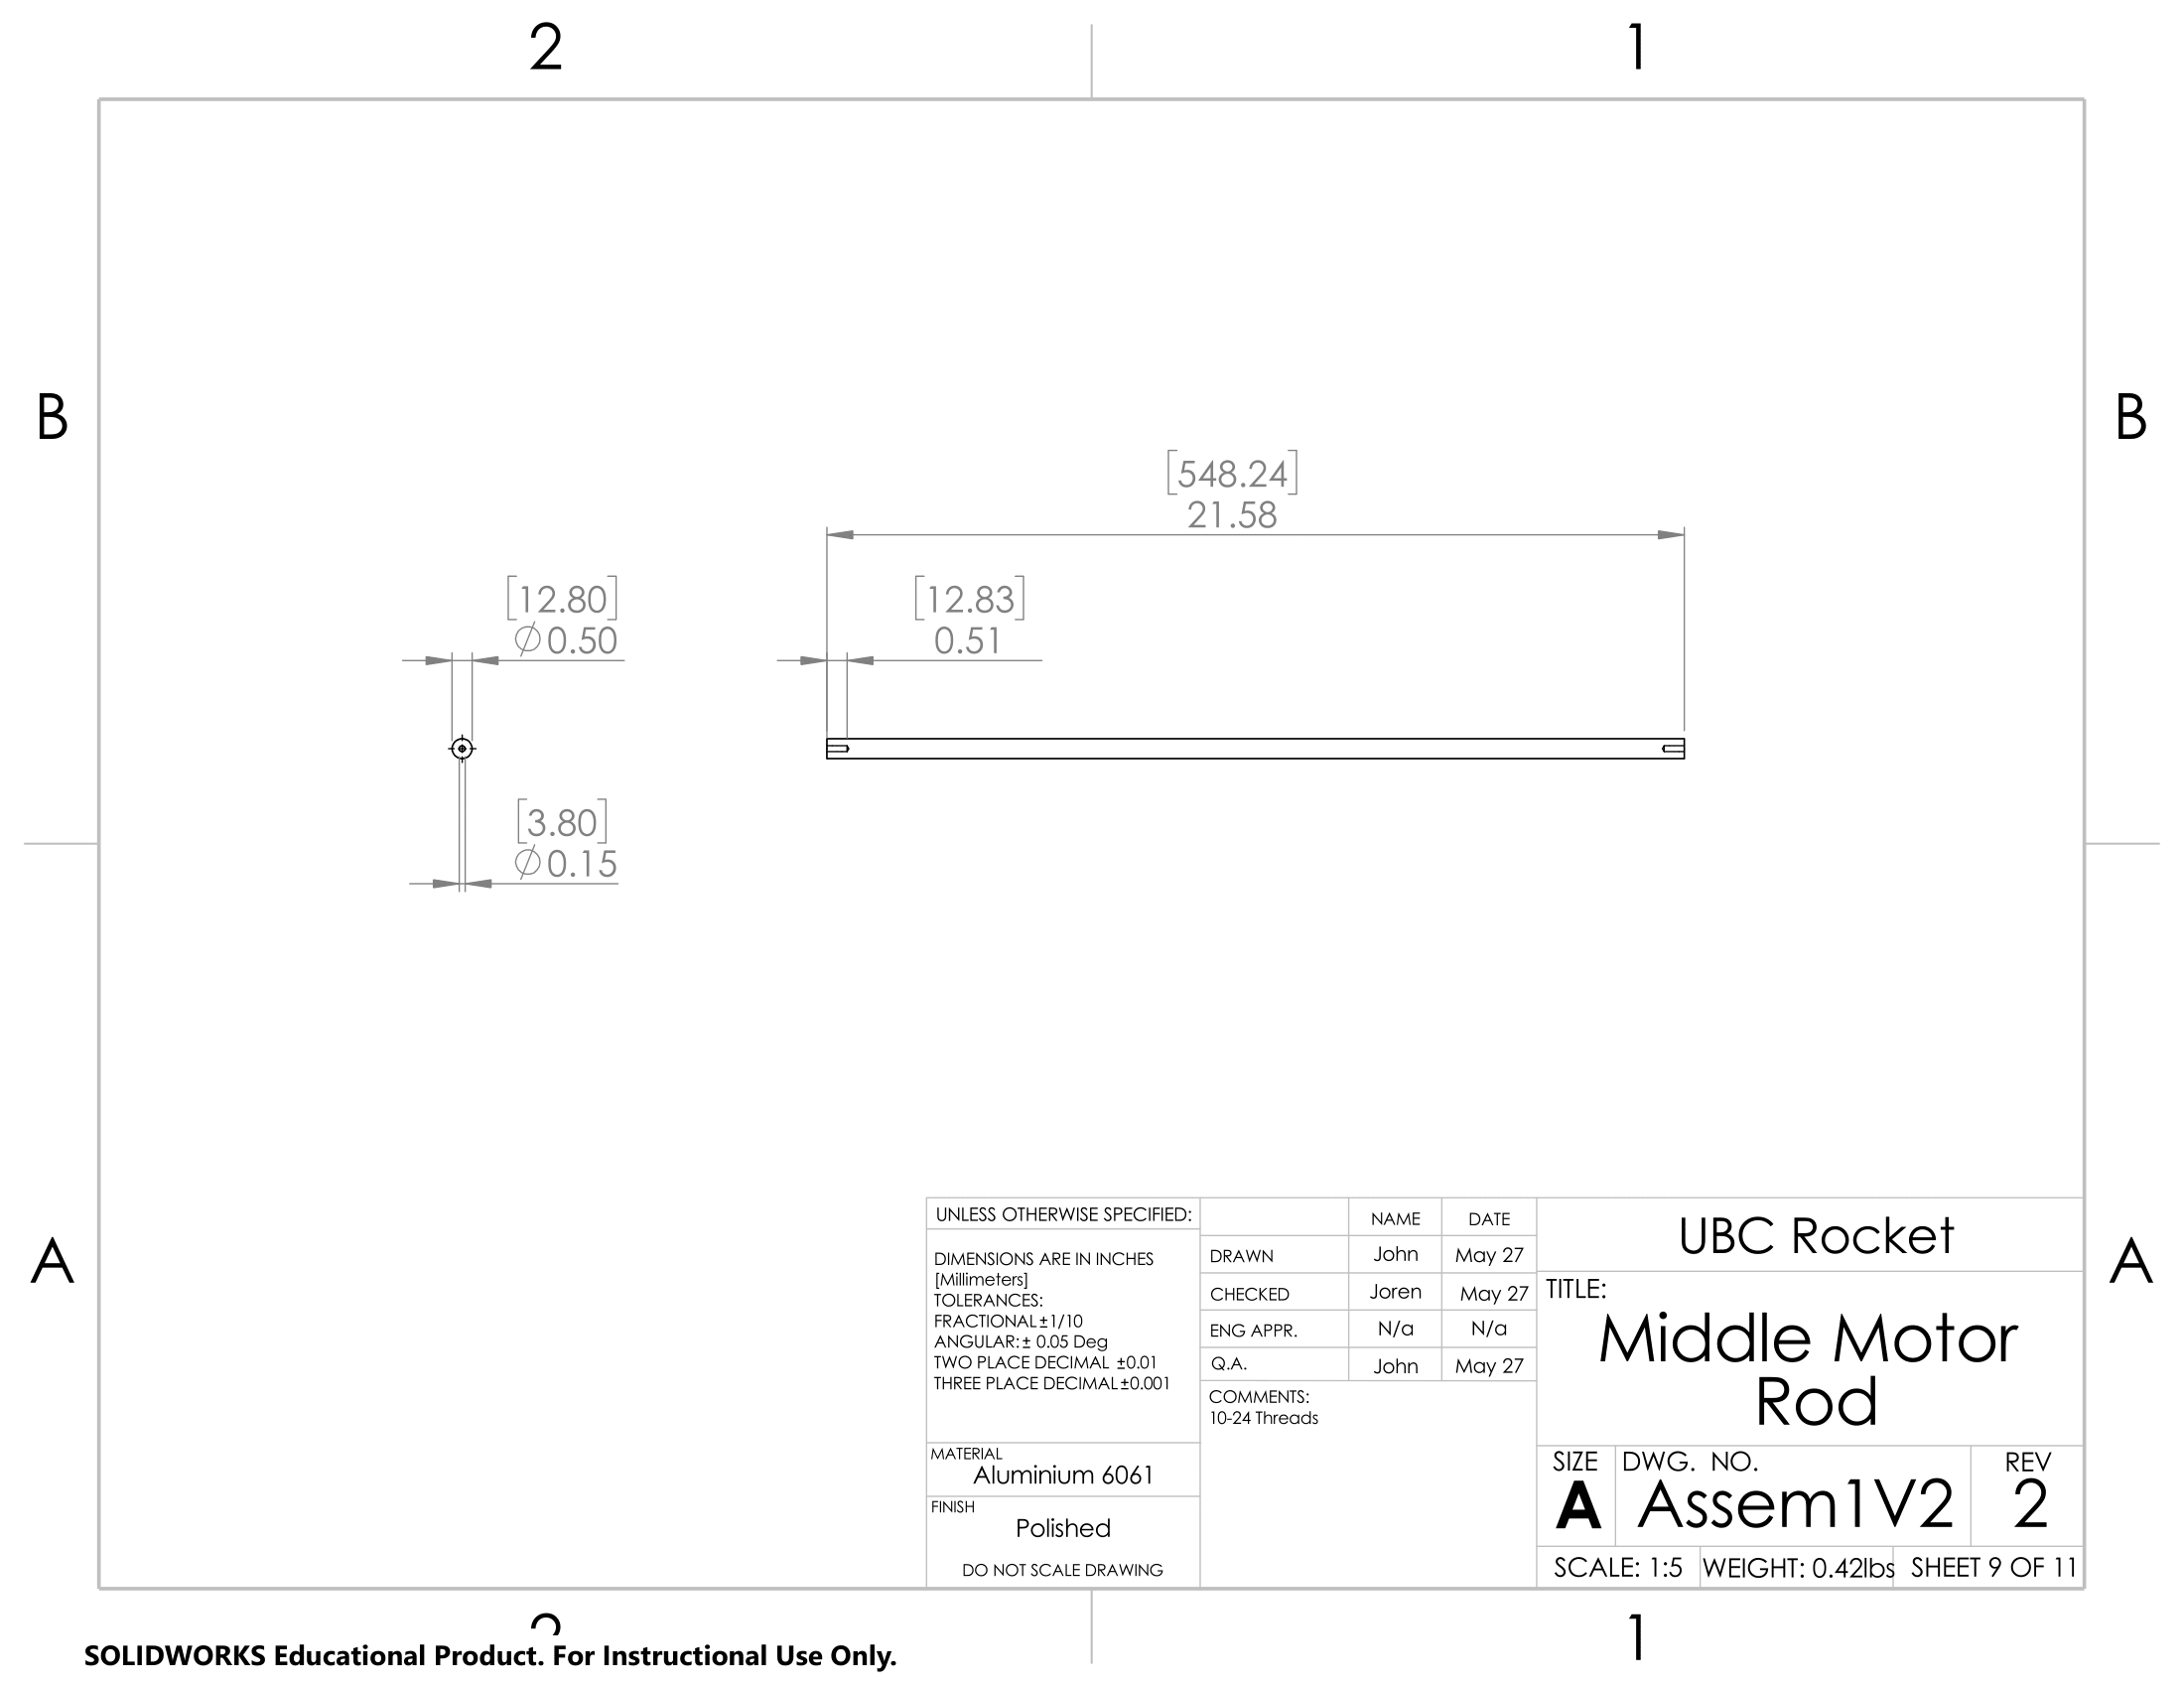 2
1
B
B
[548.24]
21.58
[12.80]
∅0.50
[12.83]
0.51
[3.80]
∅0.15
A
A
UNLESS OTHERWISE SPECIFIED:
DIMENSIONS ARE IN INCHES
[Millimeters]
TOLERANCES:
FRACTIONAL±1/10
ANGULAR:± 0.05 Deg
TWO PLACE DECIMAL ±0.01
THREE PLACE DECIMAL±0.001
MATERIAL
Aluminium 6061
FINISH
Polished
DO NOT SCALE DRAWING
NAME DATE
DRAWN John May 27
CHECKED Joren May 27
ENG APPR. N/a N/a
Q.A. John May 27
COMMENTS:
10-24 Threads
UBC Rocket
TITLE:
Middle Motor
Rod
SIZE DWG. NO. REV
A Assem1V2 2
SCALE: 1:5 WEIGHT: 0.42lbs SHEET 9 OF 11
2
1
SOLIDWORKS Educational Product. For Instructional Use Only.